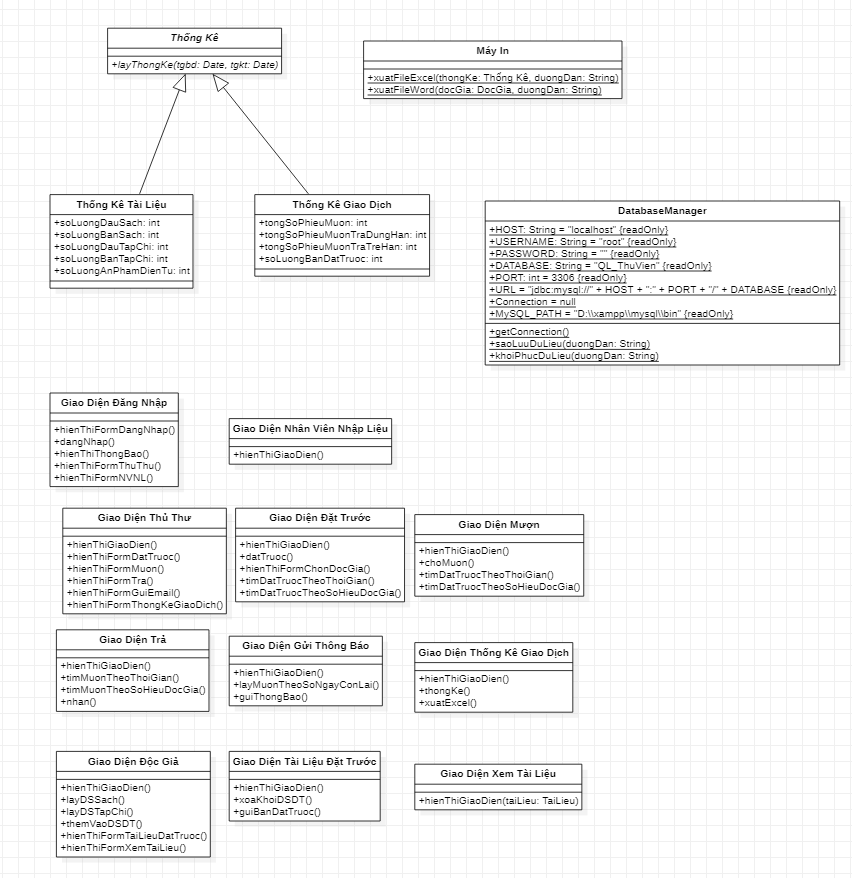 Thống Kê
+layThongKe(tgbd: Date, tgkt: Date)
Máy In
+xuatFileExcel(thongKe: Thống Kê, duongDan: String)
+xuatFileWord(docGia: DocGia, duongDan: String)
Thống Kê Tài Liệu
+soLuongDauSach: int
+soLuongBanSach: int
+soLuongDauTapChi: int
+soLuongBanTapChi: int
+soLuongAnPhamDienTu: int
Thống Kê Giao Dịch
+tongSoPhieuMuon: int
+tongSoPhieuMuonTraDungHan: int
+tongSoPhieuMuonTraTreHan: int
+soLuongBanDatTruoc: int
DatabaseManager
+HOST: String = "localhost" {readOnly}
+USERNAME: String = "root" {readOnly}
+PASSWORD: String = "" {readOnly}
+DATABASE: String = "QL_ThuVien" {readOnly}
+PORT: int = 3306 {readOnly}
+URL = "jdbc:mysql://" + HOST + ":" + PORT + "/" + DATABASE {readOnly}
+Connection = null
+MySQL_PATH = "D:\\xampp\\mysql\\bin" {readOnly}
+getConnection()
+saoLuuDuLieu(duongDan: String)
+khoiPhucDuLieu(duongDan: String)
Giao Diện Đăng Nhập
+hienThiFormDangNhap()
+dangNhap()
+hienThiThongBao()
+hienThiFormThuThu()
+hienThiFormNVNL()
Giao Diện Nhân Viên Nhập Liệu
+hienThiGiaoDien()
Giao Diện Thủ Thư
+hienThiGiaoDien()
+hienThiFormDatTruoc()
+hienThiFormMuon()
+hienThiFormTra()
+hienThiFormGuiEmail()
+hienThiFormThongKeGiaoDich()
Giao Diện Đặt Trước
+hienThiGiaoDien()
+datTruoc()
+hienThiFormChonDocGia()
+timDatTruocTheoThoiGian()
+timDatTruocTheoSoHieuDocGia()
Giao Diện Mượn
+hienThiGiaoDien()
+choMuon()
+timDatTruocTheoThoiGian()
+timDatTruocTheoSoHieuDocGia()
Giao Diện Trả
+hienThiGiaoDien()
+timMuonTheoThoiGian()
+timMuonTheoSoHieuDocGia()
+nhan()
Giao Diện Gửi Thông Báo
+hienThiGiaoDien()
+layMuonTheoSoNgayConLai()
+guiThongBao()
Giao Diện Thống Kê Giao Dịch
+hienThiGiaoDien()
+thongKe()
+xuatExcel()
Giao Diện Độc Giả
+hienThiGiaoDien()
+layDSSach()
+layDSTapChi()
+themVaoDSDT()
+hienThiFormTaiLieuDatTruoc()
+hienThiFormXemTaiLieu()
Giao Diện Tài Liệu Đặt Trước
+hienThiGiaoDien()
+xoaKhoiDSDT()
+guiBanDatTruoc()
Giao Diện Xem Tài Liệu
+hienThiGiaoDien(taiLieu: TaiLieu)